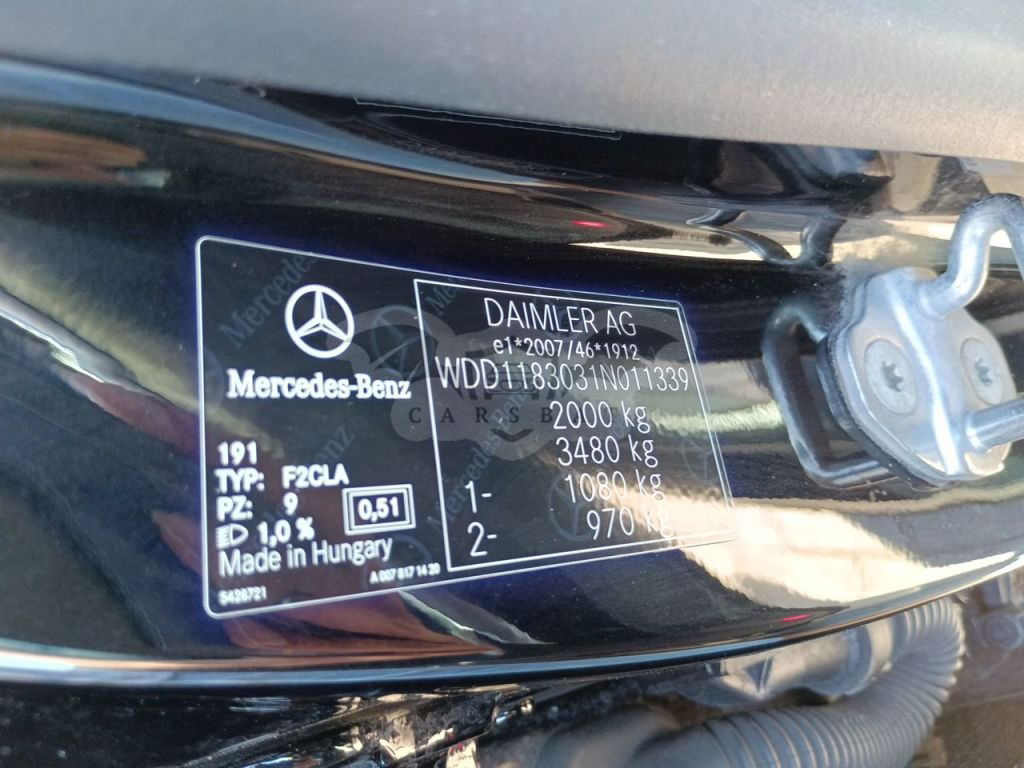 Mercedes-Benz
191
TYP: F2CLA
PZ: 9
0,51
1,0 %
Made in Hungary
A 007 817 14 20
5426721
DAIMLER AG
e1*2007/46*1912
WDD1183031N011339
2000 kg
3480 kg
1- 1080 kg
2- 970 kg